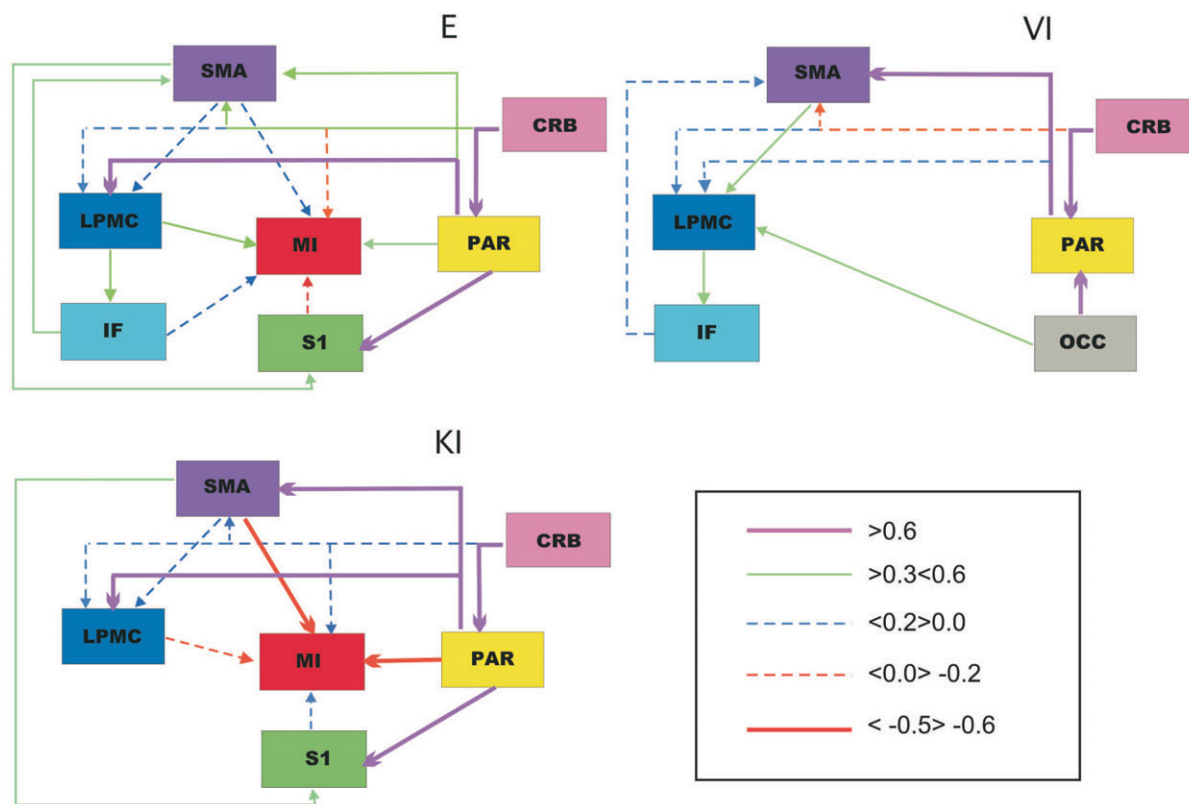 E
SMA
CRB
LPMC
MI
PAR
IF
S1
VI
SMA
CRB
LPMC
PAR
IF
OCC
KI
SMA
CRB
LPMC
MI
PAR
S1
>0.6
>0.3<0.6
<0.2>0.0
<0.0> -0.2
< -0.5> -0.6